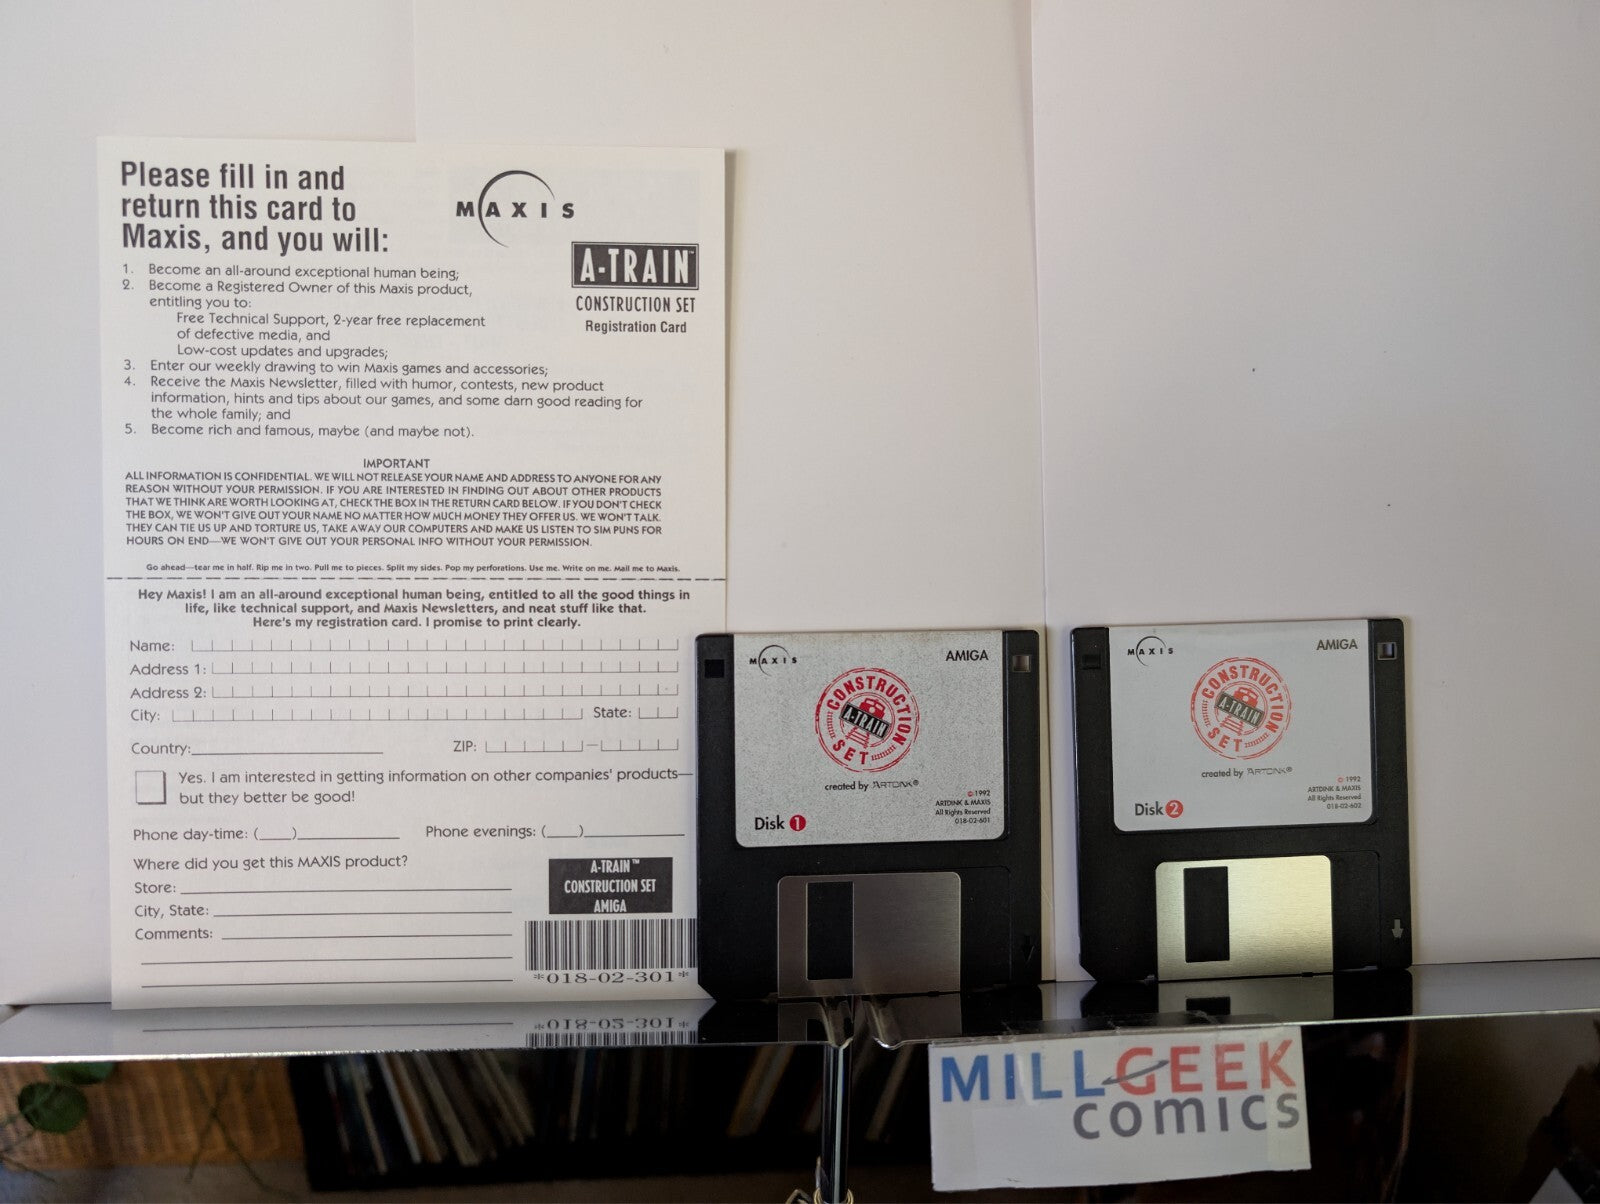 Please fill in and
return this card to
Maxis, and you will:
MAXIS
A-TRAIN™
CONSTRUCTION SET
Registration Card
1. Become an all-around exceptional human being;
2. Become a Registered Owner of this Maxis product,
entitling you to:
Free Technical Support, 2-year free replacement
of defective media, and
Low-cost updates and upgrades;
3. Enter our weekly drawing to win Maxis games and accessories;
4. Receive the Maxis Newsletter, filled with humor, contests, new product
information, hints and tips about our games, and some darn good reading for
the whole family; and
5. Become rich and famous, maybe (and maybe not).
IMPORTANT
ALL INFORMATION IS CONFIDENTIAL. WE WILL NOT RELEASE YOUR NAME AND ADDRESS TO ANYONE FOR ANY
REASON WITHOUT YOUR PERMISSION. IF YOU ARE INTERESTED IN FINDING OUT ABOUT OTHER PRODUCTS
THAT WE THINK ARE WORTH LOOKING AT, CHECK THE BOX IN THE RETURN CARD BELOW. IF YOU DON'T CHECK
THE BOX, WE WON'T GIVE OUT YOUR NAME NO MATTER HOW MUCH MONEY THEY OFFER US. WE WON'T TALK.
THEY CAN TIE US UP AND TORTURE US, TAKE AWAY OUR COMPUTERS AND MAKE US LISTEN TO SIM PUNS FOR
HOURS ON END—WE WON'T GIVE OUT YOUR PERSONAL INFO WITHOUT YOUR PERMISSION.
Go ahead—tear me in half. Rip me in two. Pull me to pieces. Split my sides. Pop my perforations. Use me. Write on me. Mail me to Maxis.
Hey Maxis! I am an all-around exceptional human being, entitled to all the good things in
life, like technical support, and Maxis Newsletters, and neat stuff like that.
Here's my registration card. I promise to print clearly.
Name:
Address 1:
Address 2:
City: State:
Country: ZIP: –
Yes. I am interested in getting information on other companies' products—
but they better be good!
Phone day-time: (___) Phone evenings: (___)
Where did you get this MAXIS product?
Store:
City, State:
Comments:
A-TRAIN™
CONSTRUCTION SET
AMIGA
*018-02-301*
MAXIS
AMIGA
CONSTRUCTION
A-TRAIN
SET
created by ARTDINK®
© 1992
ARTDINK & MAXIS
All Rights Reserved
018-02-601
Disk 1
MAXIS
AMIGA
CONSTRUCTION
A-TRAIN
SET
created by ARTDINK®
© 1992
ARTDINK & MAXIS
All Rights Reserved
018-02-602
Disk 2
*018-02-301*
MILLGEEK
comics